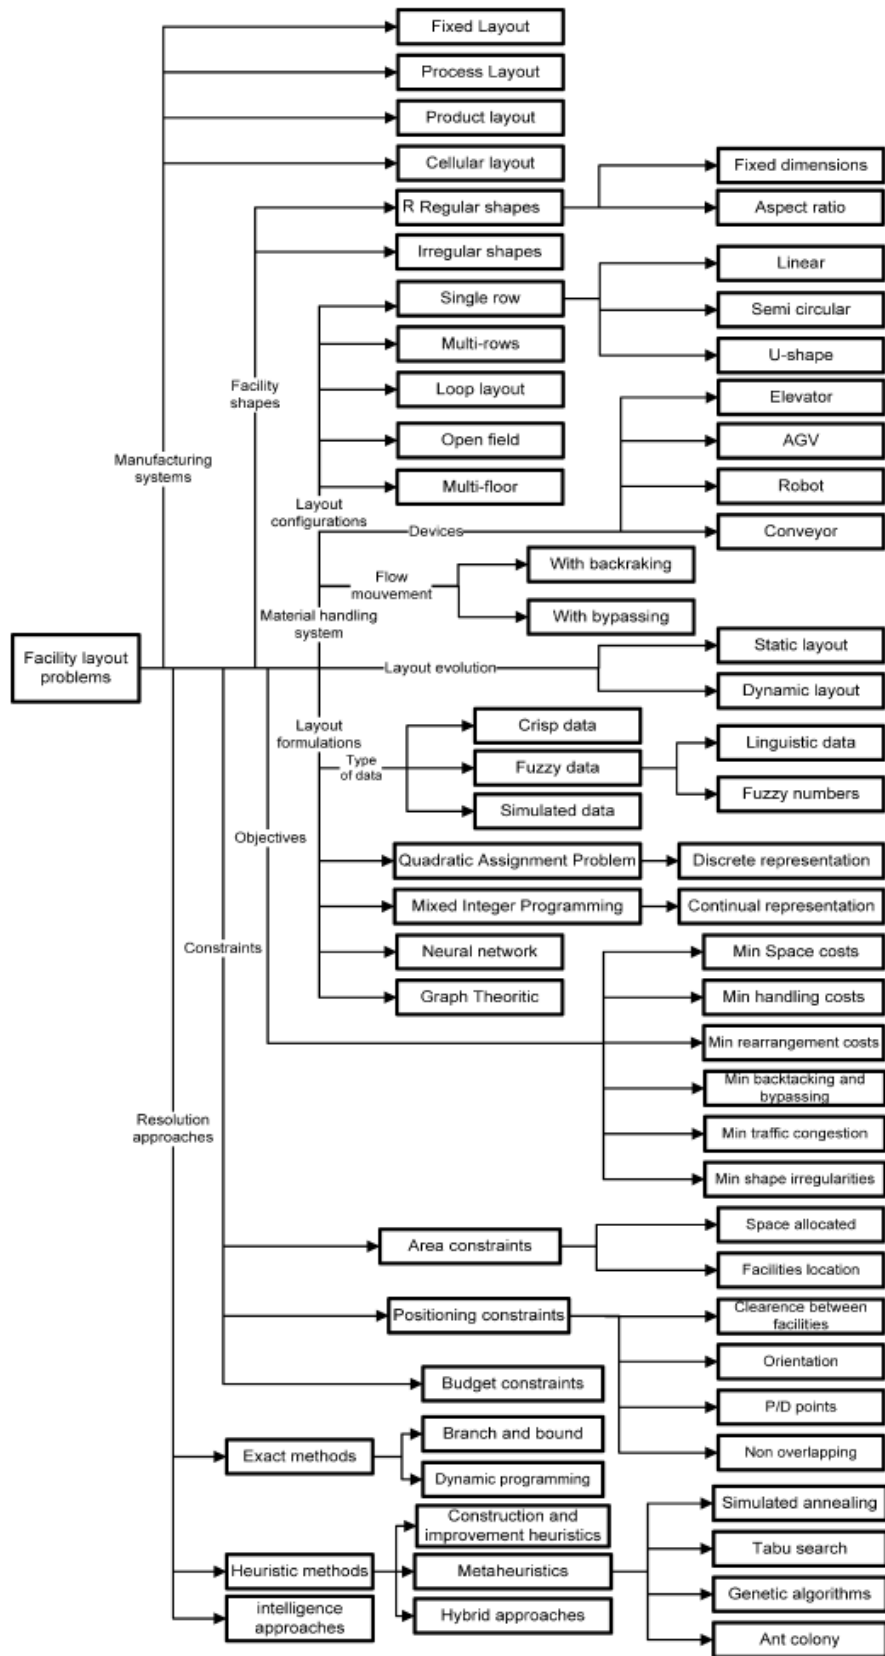 Fixed Layout
Process Layout
Product layout
Cellular layout
Fixed dimensions
R Regular shapes
Aspect ratio
Irregular shapes
Linear
Single row
Semi circular
Multi-rows
U-shape
Facility
shapes
Loop layout
Elevator
Open field
AGV
Manufacturing
systems
Multi-floor
Robot
Layout
configurations
Devices
Conveyor
With backraking
Flow
mouvement
With bypassing
Material handling
system
Facility layout
problems
Static layout
Layout evolution
Dynamic layout
Layout
formulations
Crisp data
Linguistic data
Type
of data
Fuzzy data
Fuzzy numbers
Simulated data
Objectives
Quadratic Assignment Problem
Discrete representation
Mixed Integer Programming
Continual representation
Constraints
Neural network
Min Space costs
Graph Theoritic
Min handling costs
Min rearrangement costs
Min backtacking and
bypassing
Resolution
approaches
Min traffic congestion
Min shape irregularities
Space allocated
Area constraints
Facilities location
Positioning constraints
Clearence between
facilities
Orientation
Budget constraints
P/D points
Branch and bound
Exact methods
Non overlapping
Dynamic programming
Simulated annealing
Construction and
improvement heuristics
Tabu search
Heuristic methods
Metaheuristics
Genetic algorithms
intelligence
approaches
Hybrid approaches
Ant colony